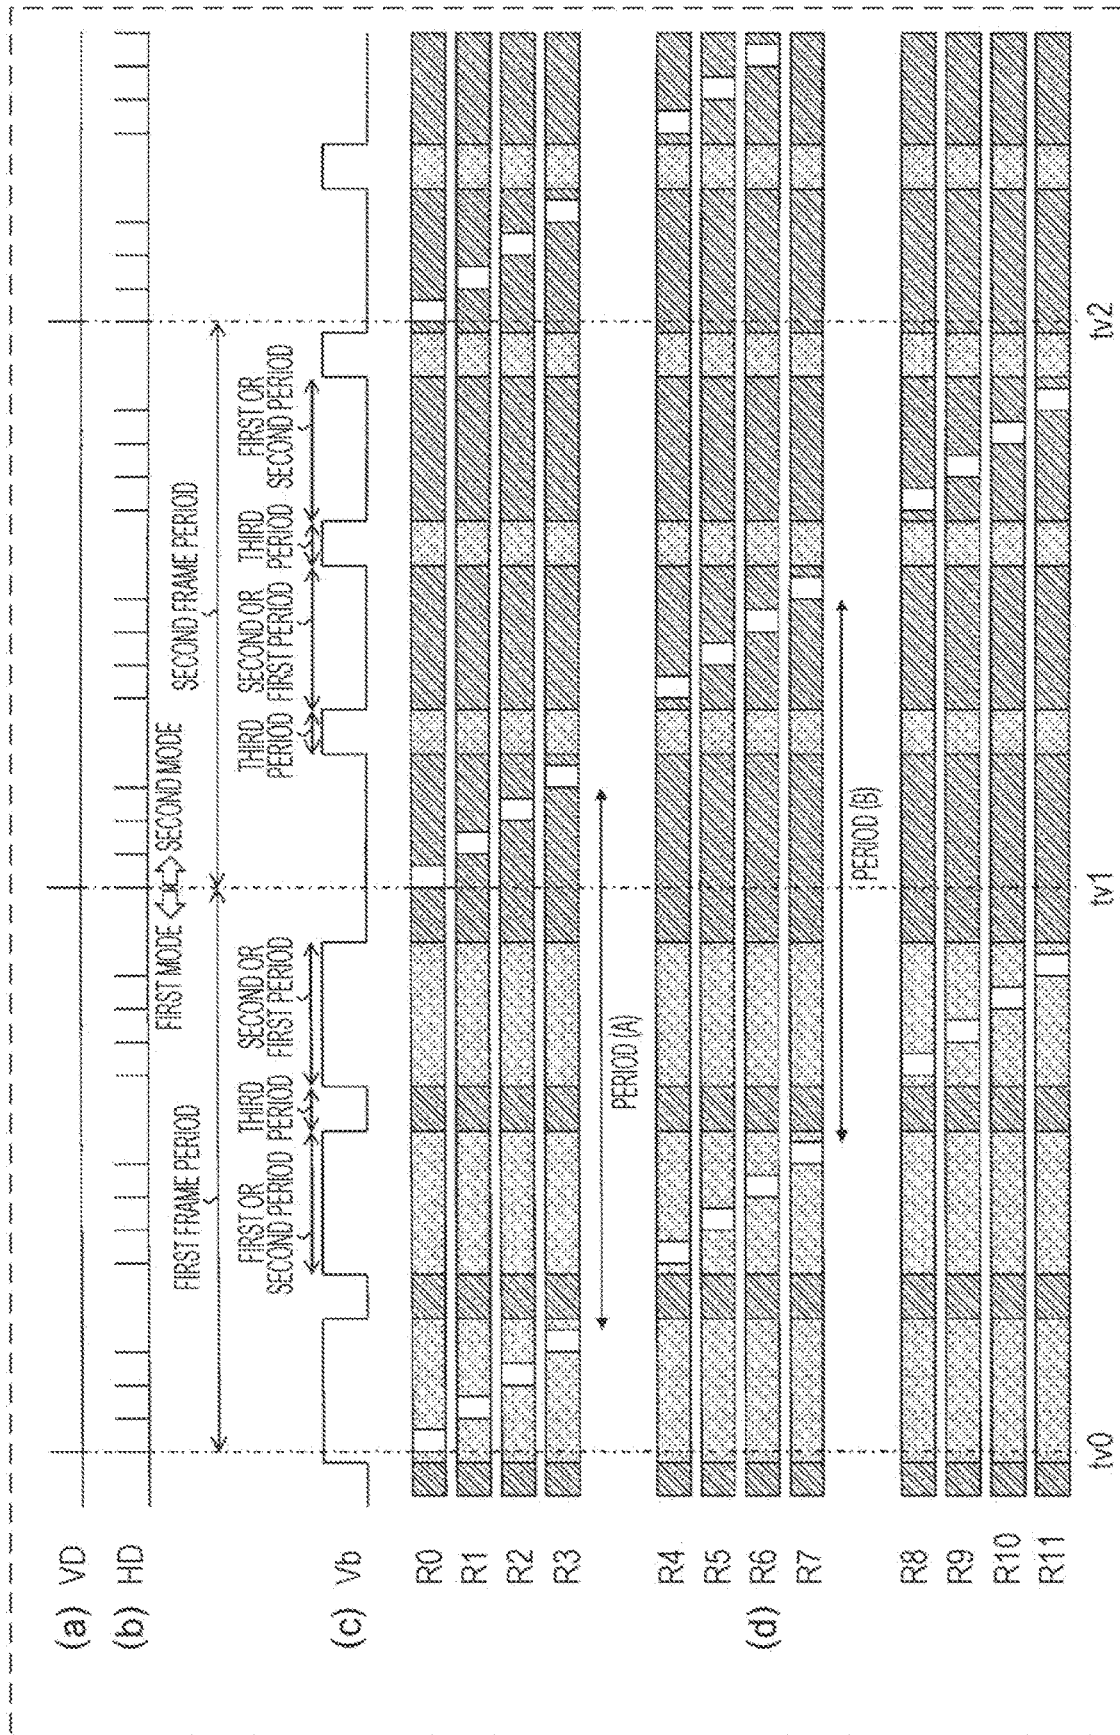 (a) VD
(b) HD
FIRST MODE
SECOND MODE
FIRST FRAME PERIOD
SECOND FRAME PERIOD
FIRST OR
SECOND PERIOD
THIRD
PERIOD
SECOND OR
FIRST PERIOD
THIRD
PERIOD
SECOND OR
FIRST PERIOD
THIRD
PERIOD
FIRST OR
SECOND PERIOD
(c) Vb
R0
R1
R2
R3
PERIOD (A)
R4
R5
(d)
R6
R7
PERIOD (B)
R8
R9
R10
R11
tv0
tv1
tv2